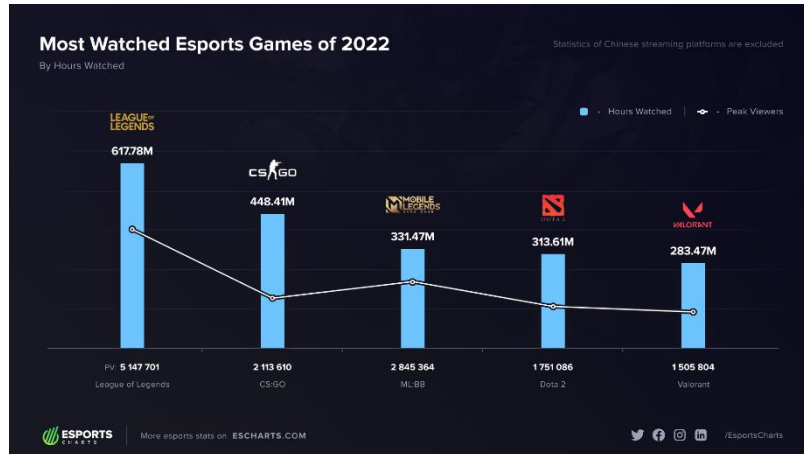 Most Watched Esports Games of 2022
Statistics of Chinese streaming platforms are excluded
By Hours Watched
- Hours Watched | - Peak Viewers
LEAGUE OF
LEGENDS
617.78M
CS GO
448.41M
MOBILE
LEGENDS
331.47M
DOTA 2
313.61M
VALORANT
283.47M
PV: 5 147 701
2 113 610
2 845 364
1 751 086
1 505 804
League of Legends
CS:GO
ML:BB
Dota 2
Valorant
ESPORTS
CHARTS
More esports stats on ESCHARTS.COM
/EsportsCharts